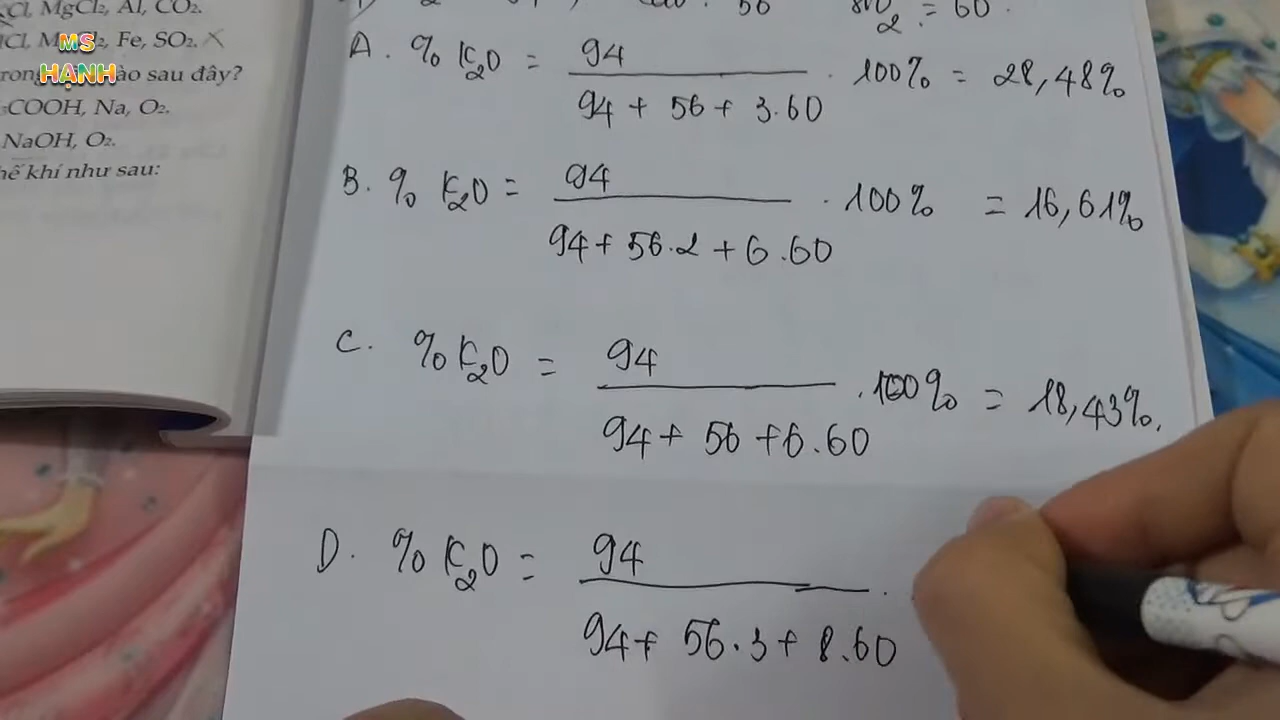 Cl, MgCl₂, Al, CO₂.
Cl, M l₂, Fe, SO₂.
MS
HẠNH
rong ào sau đây?
COOH, Na, O₂.
NaOH, O₂.
hế khí như sau:
56 2 = 60.
A. % K₂O = 94 / 94 + 56 + 3.60 . 100% = 28,48%
B. % K₂O = 94 / 94 + 56.2 + 6.60 . 100% = 16,61%
C. % K₂O = 94 / 94 + 56 + 6.60 . 100% = 18,43%.
D. % K₂O = 94 / 94 + 56.3 + 8.60 .